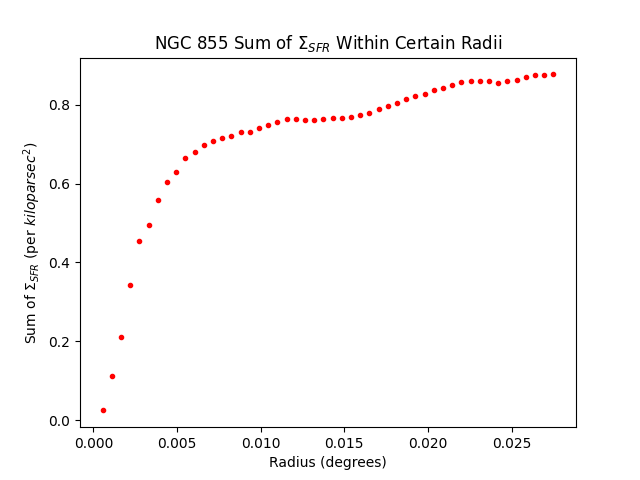 NGC 855 Sum of Σ_SFR Within Certain Radii
Sum of Σ_SFR (per kiloparsec²)
0.8
0.6
0.4
0.2
0.0
0.000 0.005 0.010 0.015 0.020 0.025
Radius (degrees)